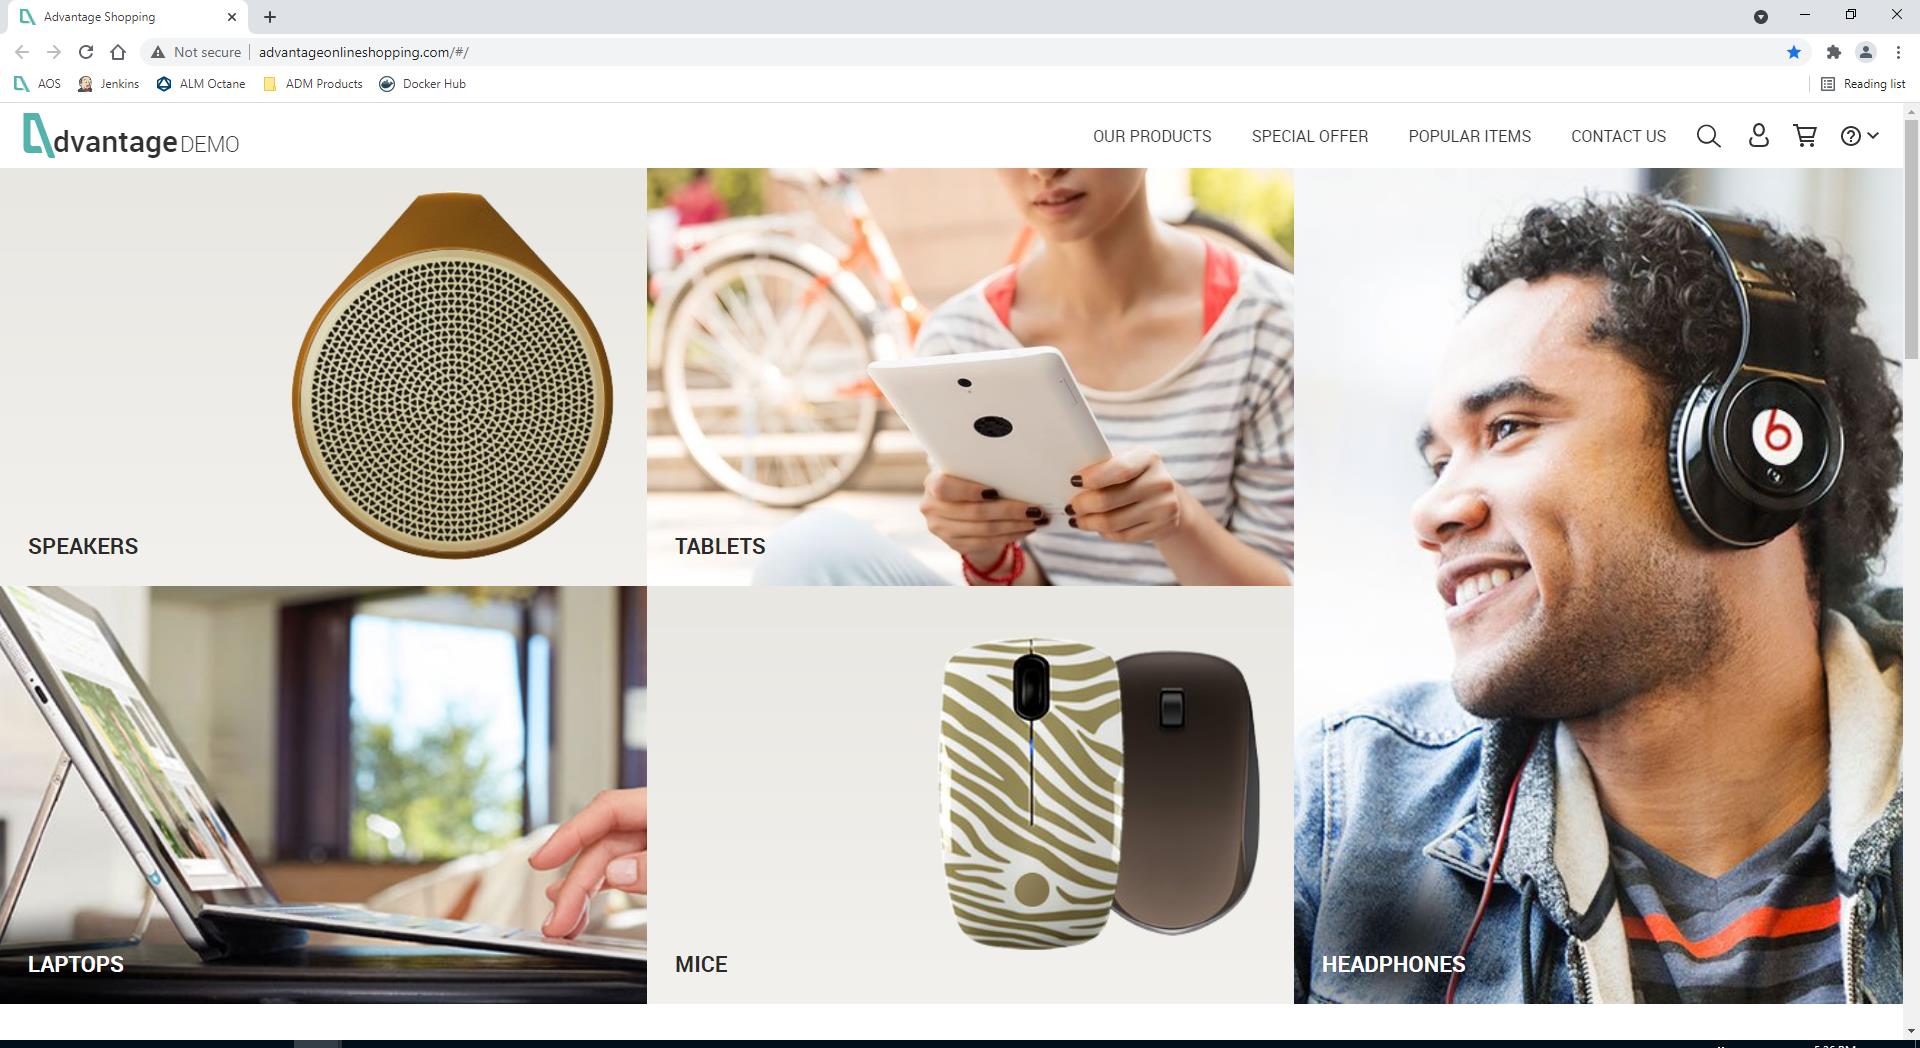 Advantage Shopping
Not secure advantageonlineshopping.com/#/
AOS Jenkins ALM Octane ADM Products Docker Hub Reading list
dvantage DEMO OUR PRODUCTS SPECIAL OFFER POPULAR ITEMS CONTACT US
SPEAKERS
TABLETS
LAPTOPS
MICE
HEADPHONES